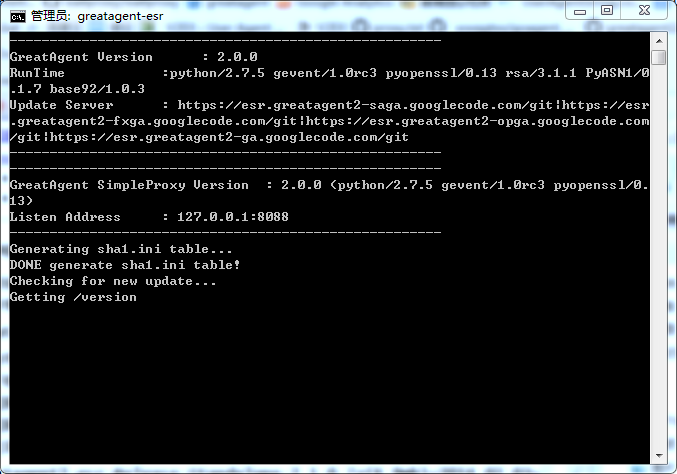 管理员: greatagent-esr
------------------------------------------------------
GreatAgent Version      : 2.0.0
RunTime            :python/2.7.5 gevent/1.0rc3 pyopenssl/0.13 rsa/3.1.1 PyASN1/0
.1.7 base92/1.0.3
Update Server      : https://esr.greatagent2-saga.googlecode.com/git|https://esr
.greatagent2-fxga.googlecode.com/git|https://esr.greatagent2-opga.googlecode.com
/git|https://esr.greatagent2-ga.googlecode.com/git
------------------------------------------------------
------------------------------------------------------
GreatAgent SimpleProxy Version  : 2.0.0 (python/2.7.5 gevent/1.0rc3 pyopenssl/0.
13)
Listen Address     : 127.0.0.1:8088
------------------------------------------------------
Generating sha1.ini table...
DONE generate sha1.ini table!
Checking for new update...
Getting /version